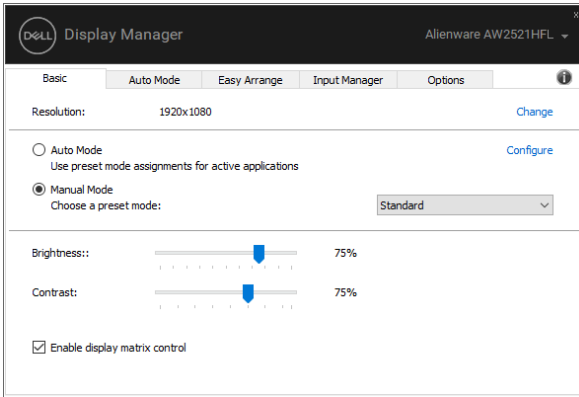 DELL Display Manager
Alienware AW2521HFL
Basic Auto Mode Easy Arrange Input Manager Options
Resolution: 1920x1080 Change
Auto Mode Configure
Use preset mode assignments for active applications
Manual Mode
Choose a preset mode: Standard
Brightness:: 75%
Contrast: 75%
Enable display matrix control